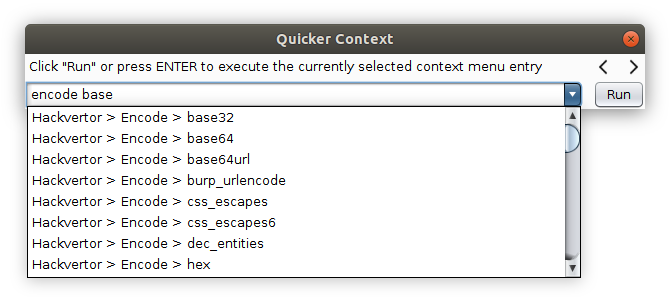 Quicker Context
Click "Run" or press ENTER to execute the currently selected context menu entry
encode base
Run
Hackvertor > Encode > base32
Hackvertor > Encode > base64
Hackvertor > Encode > base64url
Hackvertor > Encode > burp_urlencode
Hackvertor > Encode > css_escapes
Hackvertor > Encode > css_escapes6
Hackvertor > Encode > dec_entities
Hackvertor > Encode > hex